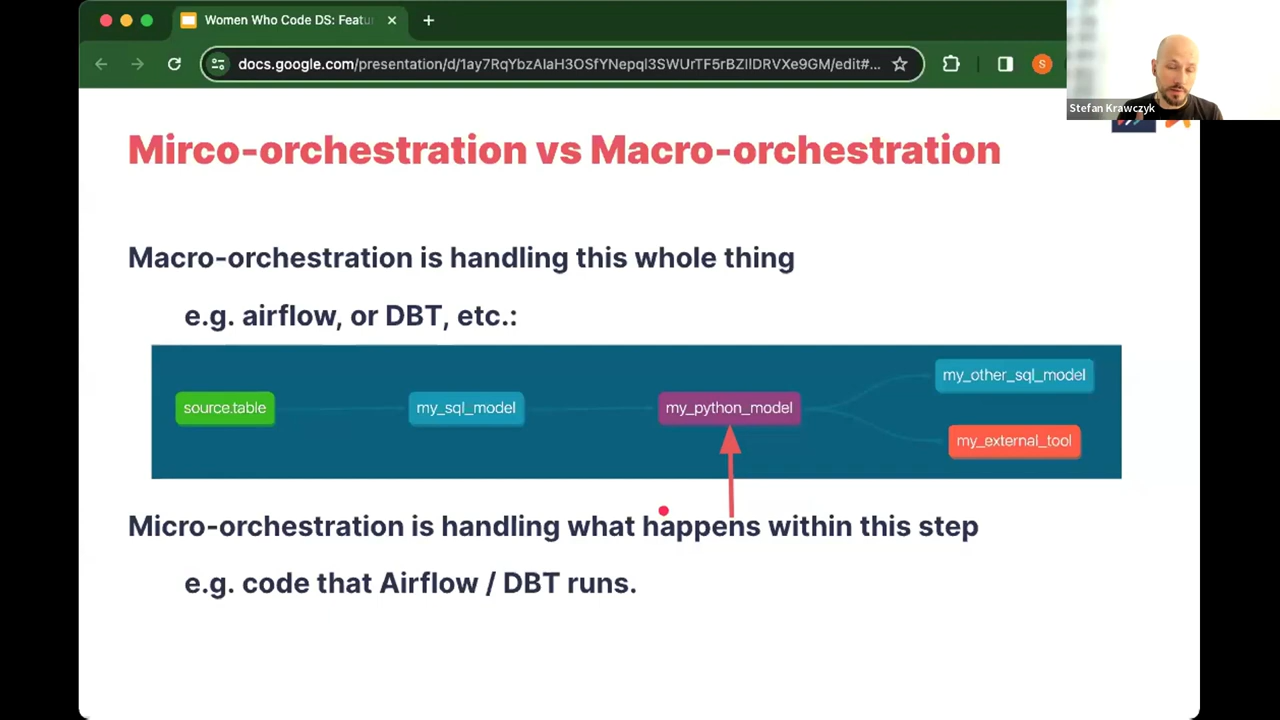 Women Who Code DS: Featu
docs.google.com/presentation/d/1ay7RqYbzAIaH3OSfYNepqI3SWUrTF5rBZIIDRVXe9GM/edit#...
S
Stefan Krawczyk
Mirco-orchestration vs Macro-orchestration
Macro-orchestration is handling this whole thing
e.g. airflow, or DBT, etc.:
my_other_sql_model
source.table my_sql_model my_python_model
my_external_tool
Micro-orchestration is handling what happens within this step
e.g. code that Airflow / DBT runs.